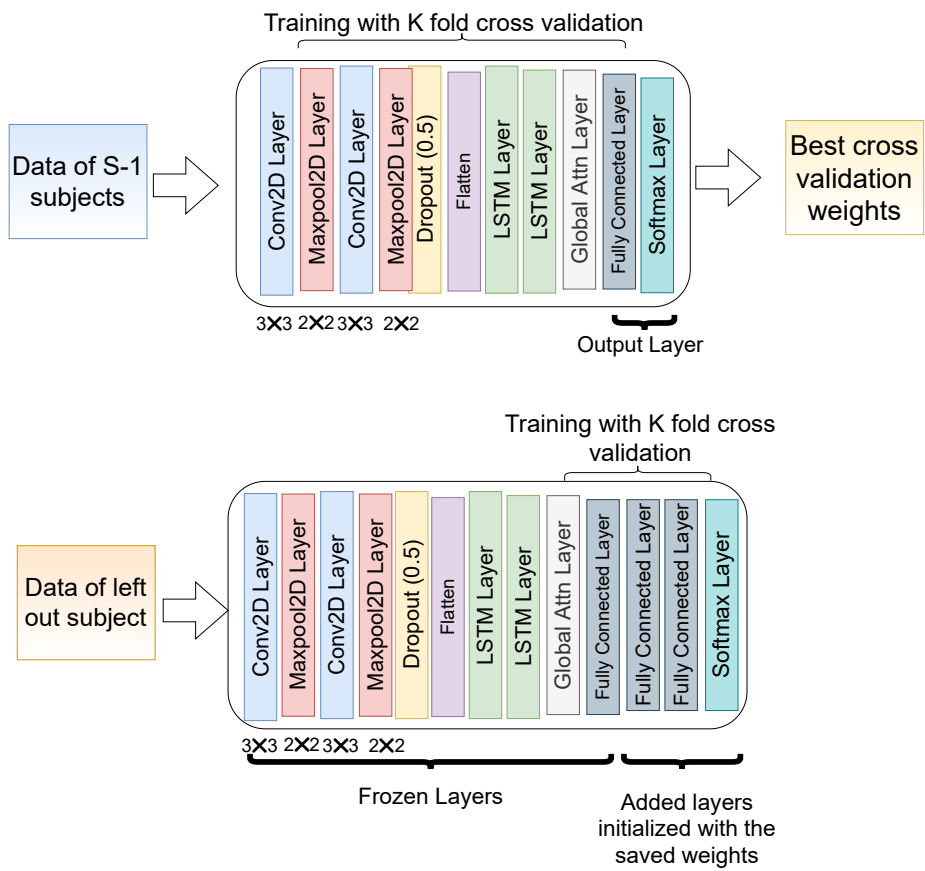 Training with K fold cross validation
Data of S-1
subjects
Conv2D Layer
Maxpool2D Layer
Conv2D Layer
Maxpool2D Layer
Dropout (0.5)
Flatten
LSTM Layer
LSTM Layer
Global Attn Layer
Fully Connected Layer
Softmax Layer
Best cross
validation
weights
3×3 2×2 3×3 2×2
Output Layer
Training with K fold cross
validation
Data of left
out subject
Conv2D Layer
Maxpool2D Layer
Conv2D Layer
Maxpool2D Layer
Dropout (0.5)
Flatten
LSTM Layer
LSTM Layer
Global Attn Layer
Fully Connected Layer
Fully Connected Layer
Fully Connected Layer
Softmax Layer
3×3 2×2 3×3 2×2
Frozen Layers
Added layers
initialized with the
saved weights